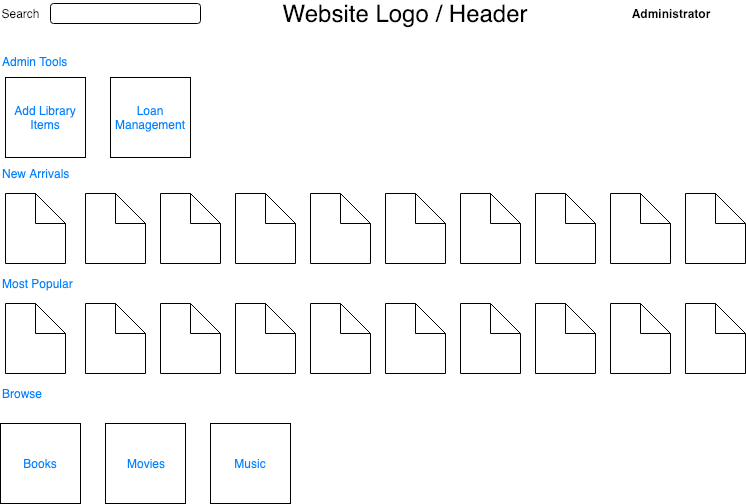 Search
Website Logo / Header
Administrator
Admin Tools
Add Library
Items
Loan
Management
New Arrivals
Most Popular
Browse
Books
Movies
Music